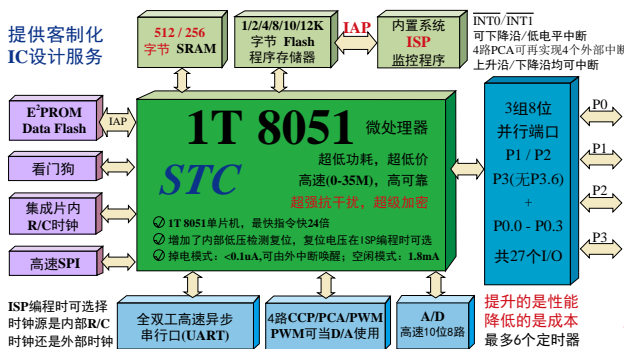 提供客制化
IC设计服务
512 / 256
字节 SRAM
1/2/4/8/10/12K
字节 Flash
程序存储器
IAP
内置系统
ISP
监控程序
INT0/INT1
可下降沿/低电平中断
4路PCA可再实现4个外部中断
上升沿/下降沿均可中断
E²PROM
Data Flash
IAP
看门狗
集成片内
R/C时钟
高速SPI
1T 8051
微处理器
STC
超低功耗，超低价
高速(0-35M)，高可靠
超强抗干扰，超级加密
1T 8051单片机，最快指令快24倍
增加了内部低压检测复位，复位电压在ISP编程时可选
掉电模式：<0.1uA,可由外中断唤醒；空闲模式：1.8mA
3组8位
并行端口
P1 / P2
P3(无P3.6)
+
P0.0 - P0.3
共27个I/O
P0
P1
P2
P3
ISP编程时可选择
时钟源是内部R/C
时钟还是外部时钟
全双工高速异步
串行口(UART)
4路CCP/PCA/PWM
PWM可当D/A使用
A/D
高速10位8路
提升的是性能
降低的是成本
最多6个定时器